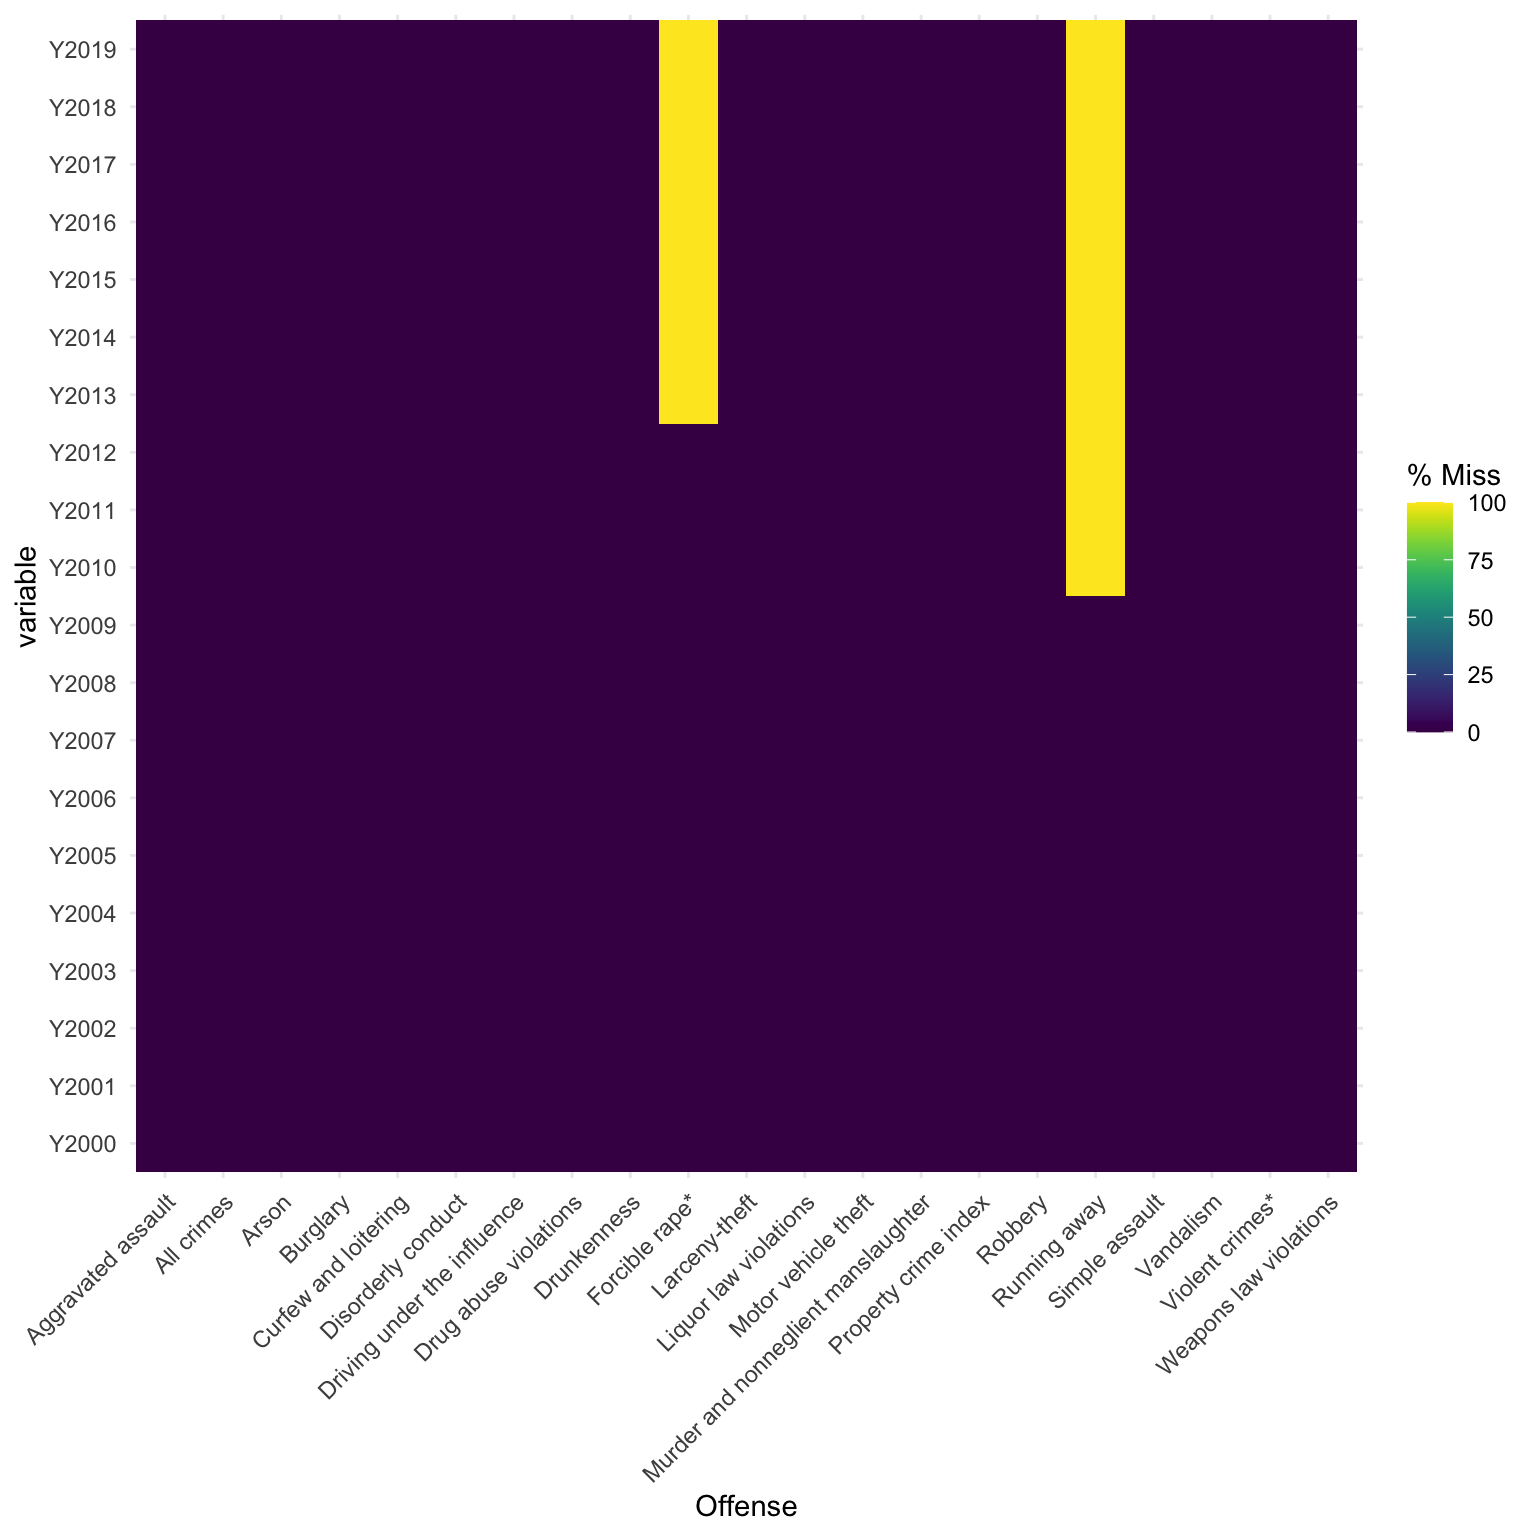 Y2019
Y2018
Y2017
Y2016
Y2015
Y2014
Y2013
Y2012
Y2011
Y2010
Y2009
Y2008
Y2007
Y2006
Y2005
Y2004
Y2003
Y2002
Y2001
Y2000
variable
Aggravated assault
All crimes
Arson
Burglary
Curfew and loitering
Disorderly conduct
Driving under the influence
Drug abuse violations
Drunkenness
Forcible rape*
Larceny-theft
Liquor law violations
Motor vehicle theft
Murder and nonneglient manslaughter
Property crime index
Robbery
Running away
Simple assault
Vandalism
Violent crimes*
Weapons law violations
Offense
% Miss
100
75
50
25
0